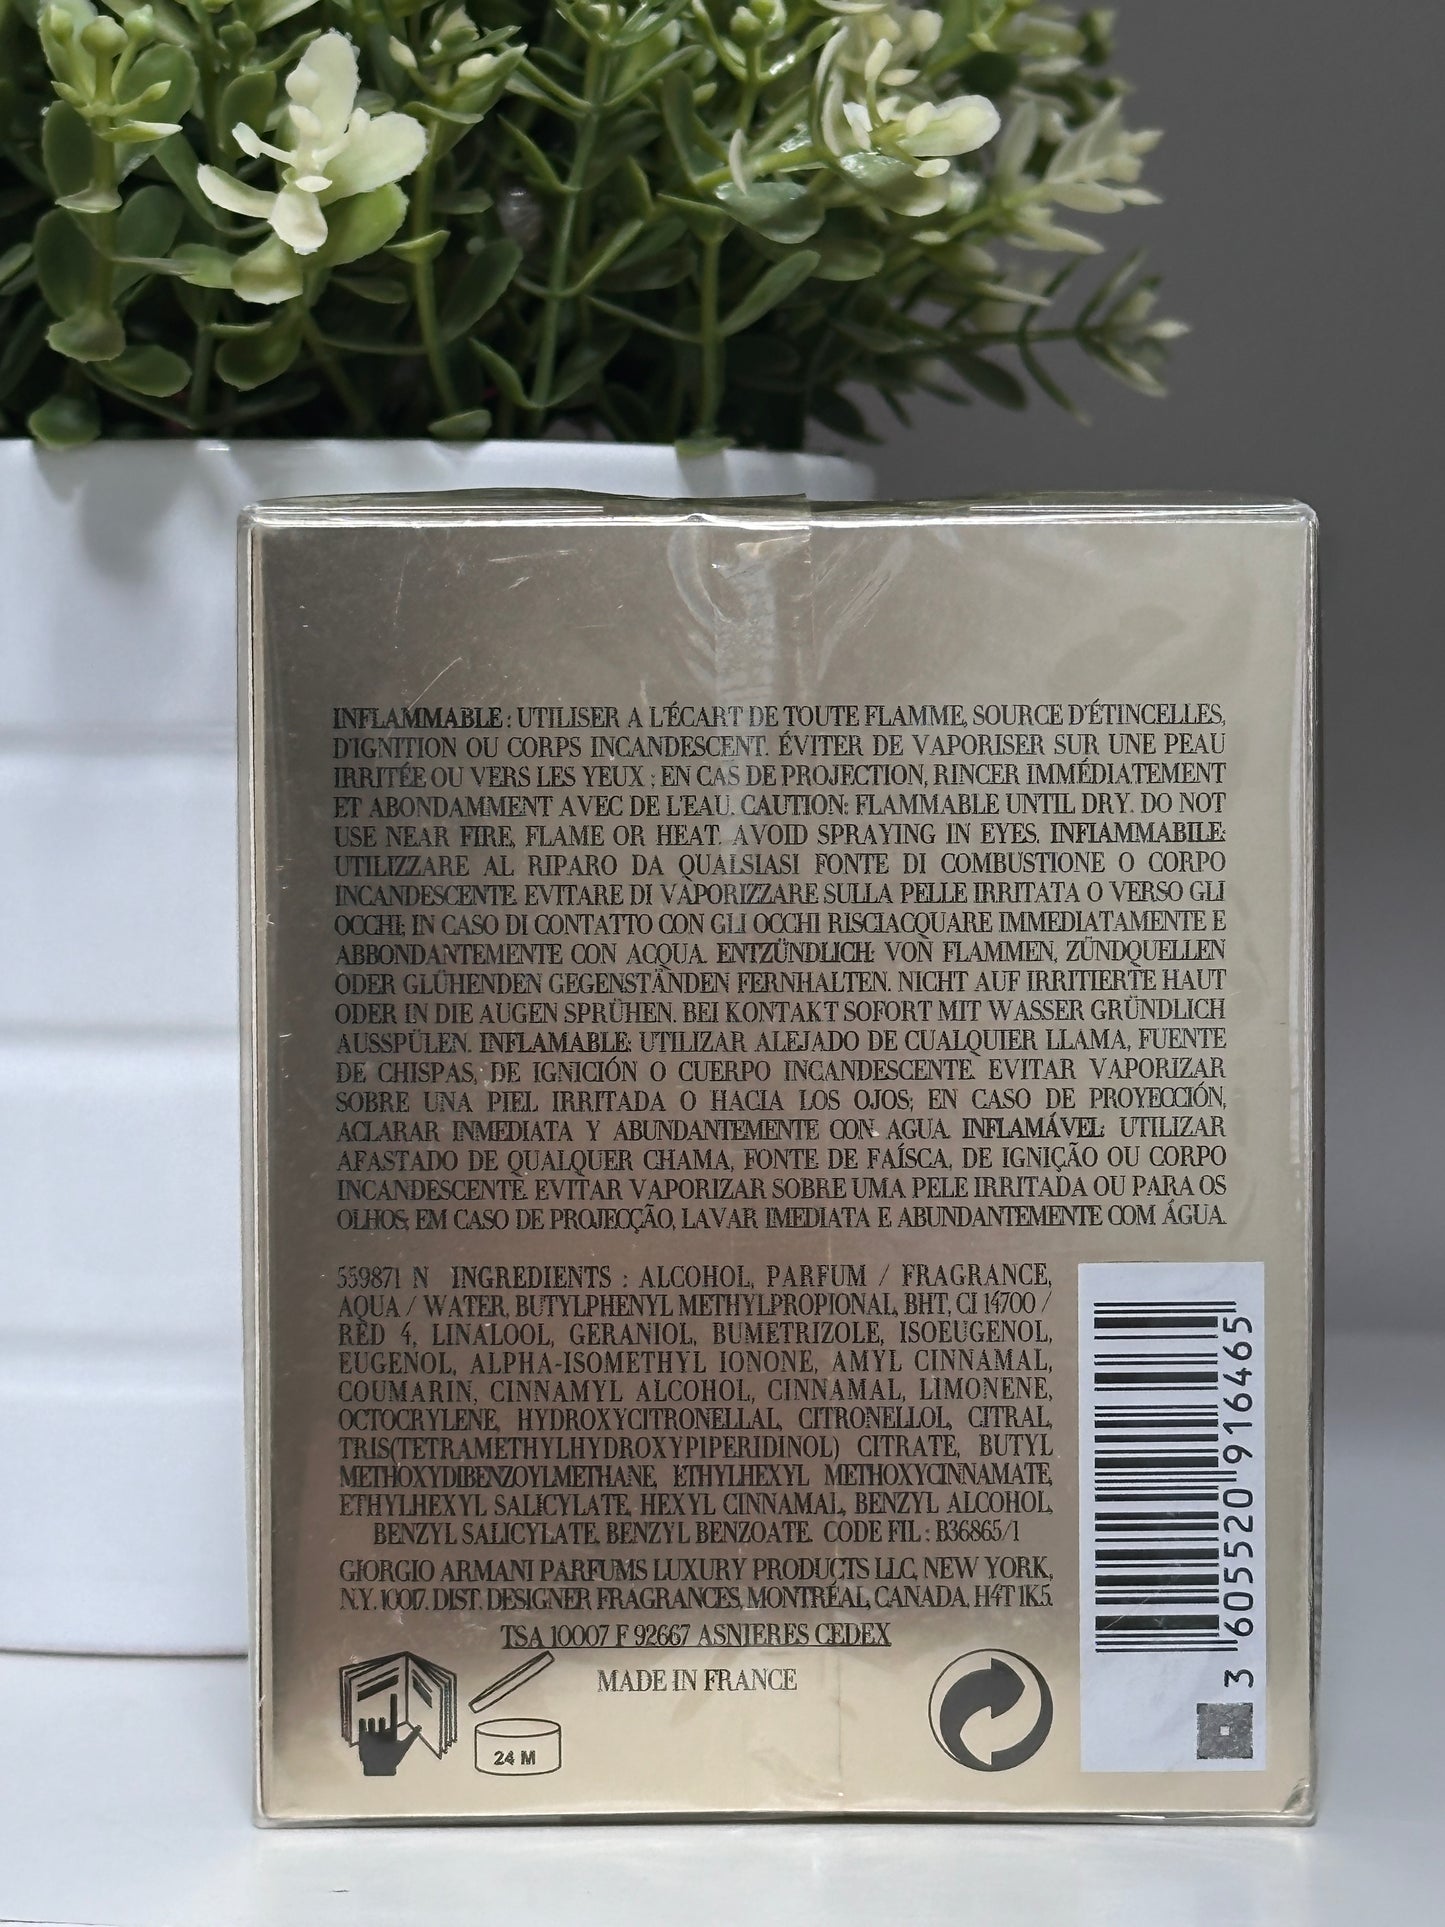 INFLAMMABLE : UTILISER A L'ÉCART DE TOUTE FLAMME, SOURCE D'ÉTINCELLES,
D'IGNITION OU CORPS INCANDESCENT. ÉVITER DE VAPORISER SUR UNE PEAU
IRRITÉE OU VERS LES YEUX ; EN CAS DE PROJECTION, RINCER IMMÉDIATEMENT
ET ABONDAMMENT AVEC DE L'EAU. CAUTION: FLAMMABLE UNTIL DRY. DO NOT
USE NEAR FIRE, FLAME OR HEAT. AVOID SPRAYING IN EYES. INFIAMMABILE:
UTILIZZARE AL RIPARO DA QUALSIASI FONTE DI COMBUSTIONE O CORPO
INCANDESCENTE. EVITARE DI VAPORIZZARE SULLA PELLE IRRITATA O VERSO GLI
OCCHI; IN CASO DI CONTATTO CON GLI OCCHI RISCIACQUARE IMMEDIATAMENTE E
ABBONDANTEMENTE CON ACQUA. ENTZÜNDLICH: VON FLAMMEN, ZÜNDQUELLEN
ODER GLÜHENDEN GEGENSTÄNDEN FERNHALTEN. NICHT AUF IRRITIERTE HAUT
ODER IN DIE AUGEN SPRÜHEN. BEI KONTAKT SOFORT MIT WASSER GRÜNDLICH
AUSSPÜLEN. INFLAMABLE: UTILIZAR ALEJADO DE CUALQUIER LLAMA, FUENTE
DE CHISPAS, DE IGNICIÓN O CUERPO INCANDESCENTE. EVITAR VAPORIZAR
SOBRE UNA PIEL IRRITADA O HACIA LOS OJOS; EN CASO DE PROYECCIÓN,
ACLARAR INMEDIATA Y ABUNDANTEMENTE CON AGUA. INFLAMÁVEL: UTILIZAR
AFASTADO DE QUALQUER CHAMA, FONTE DE FAÍSCA, DE IGNIÇÃO OU CORPO
INCANDESCENTE. EVITAR VAPORIZAR SOBRE UMA PELE IRRITADA OU PARA OS
OLHOS; EM CASO DE PROJECÇÃO, LAVAR IMEDIATA E ABUNDANTEMENTE COM ÁGUA.
559871 N INGREDIENTS : ALCOHOL, PARFUM / FRAGRANCE,
AQUA / WATER, BUTYLPHENYL METHYLPROPIONAL, BHT, CI 14700 /
RED 4, LINALOOL, GERANIOL, BUMETRIZOLE, ISOEUGENOL,
EUGENOL, ALPHA-ISOMETHYL IONONE, AMYL CINNAMAL,
COUMARIN, CINNAMYL ALCOHOL, CINNAMAL, LIMONENE,
OCTOCRYLENE, HYDROXYCITRONELLAL, CITRONELLOL, CITRAL,
TRIS(TETRAMETHYLHYDROXYPIPERIDINOL) CITRATE, BUTYL
METHOXYDIBENZOYLMETHANE, ETHYLHEXYL METHOXYCINNAMATE,
ETHYLHEXYL SALICYLATE, HEXYL CINNAMAL, BENZYL ALCOHOL,
BENZYL SALICYLATE, BENZYL BENZOATE. CODE FIL : B36865/1
GIORGIO ARMANI PARFUMS LUXURY PRODUCTS LLC, NEW YORK,
N.Y. 10017. DIST. DESIGNER FRAGRANCES, MONTRÉAL, CANADA, H4T 1K5.
TSA 10007 F 92667 ASNIERES CEDEX
MADE IN FRANCE
24 M
3 605520 916465